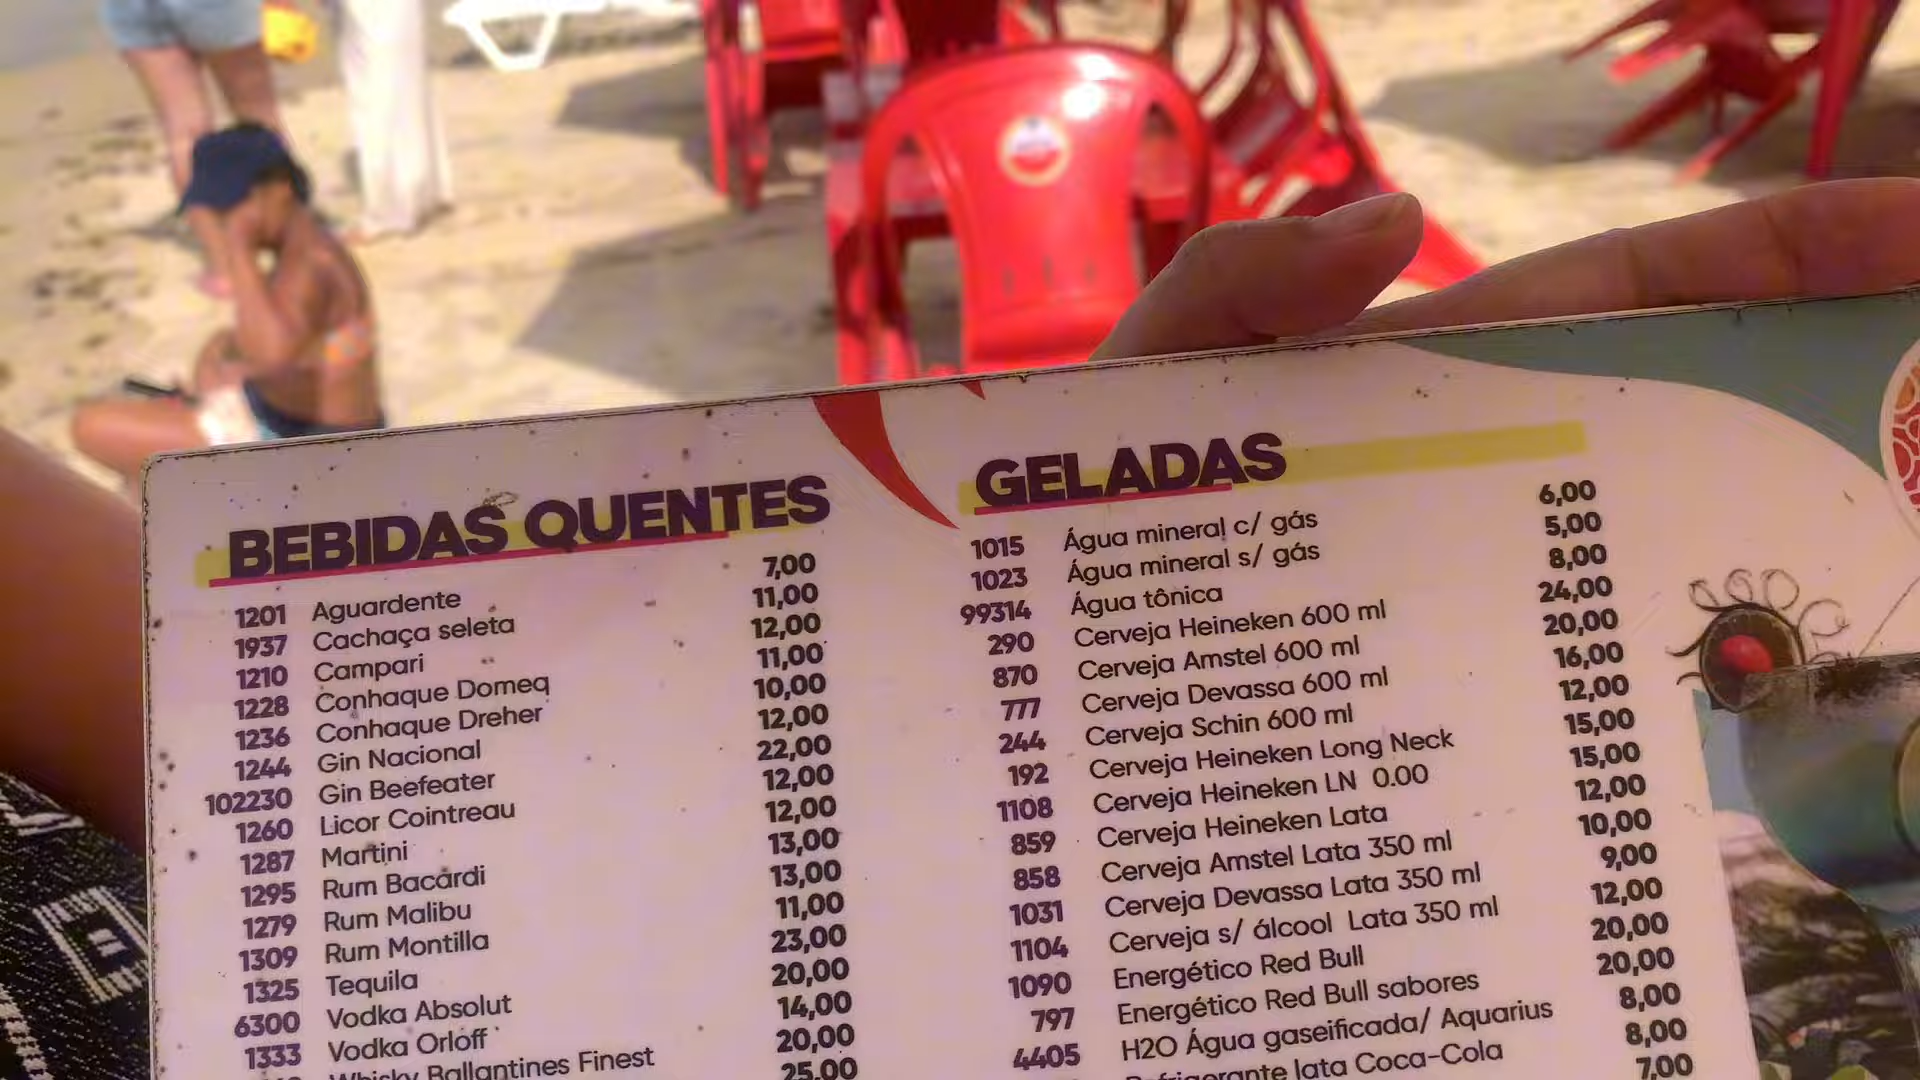 BEBIDAS QUENTES
1201 Aguardente 7,00
1937 Cachaça seleta 11,00
1210 Campari 12,00
1228 Conhaque Domeq 11,00
1236 Conhaque Dreher 10,00
1244 Gin Nacional 12,00
102230 Gin Beefeater 22,00
1260 Licor Cointreau 12,00
1287 Martini 12,00
1295 Rum Bacardi 13,00
1279 Rum Malibu 13,00
1309 Rum Montilla 11,00
1325 Tequila 23,00
6300 Vodka Absolut 20,00
1333 Vodka Orloff 14,00
Whisky Ballantines Finest 20,00
25,00
GELADAS
1015 Água mineral c/ gás 6,00
1023 Água mineral s/ gás 5,00
99314 Água tônica 8,00
290 Cerveja Heineken 600 ml 24,00
870 Cerveja Amstel 600 ml 20,00
777 Cerveja Devassa 600 ml 16,00
244 Cerveja Schin 600 ml 12,00
192 Cerveja Heineken Long Neck 15,00
1108 Cerveja Heineken LN 0.00 15,00
859 Cerveja Heineken Lata 12,00
858 Cerveja Amstel Lata 350 ml 10,00
1031 Cerveja Devassa Lata 350 ml 9,00
1104 Cerveja s/ álcool Lata 350 ml 12,00
1090 Energético Red Bull 20,00
797 Energético Red Bull sabores 20,00
4405 H2O Água gaseificada/ Aquarius 8,00
Refrigerante lata Coca-Cola 8,00
7,00